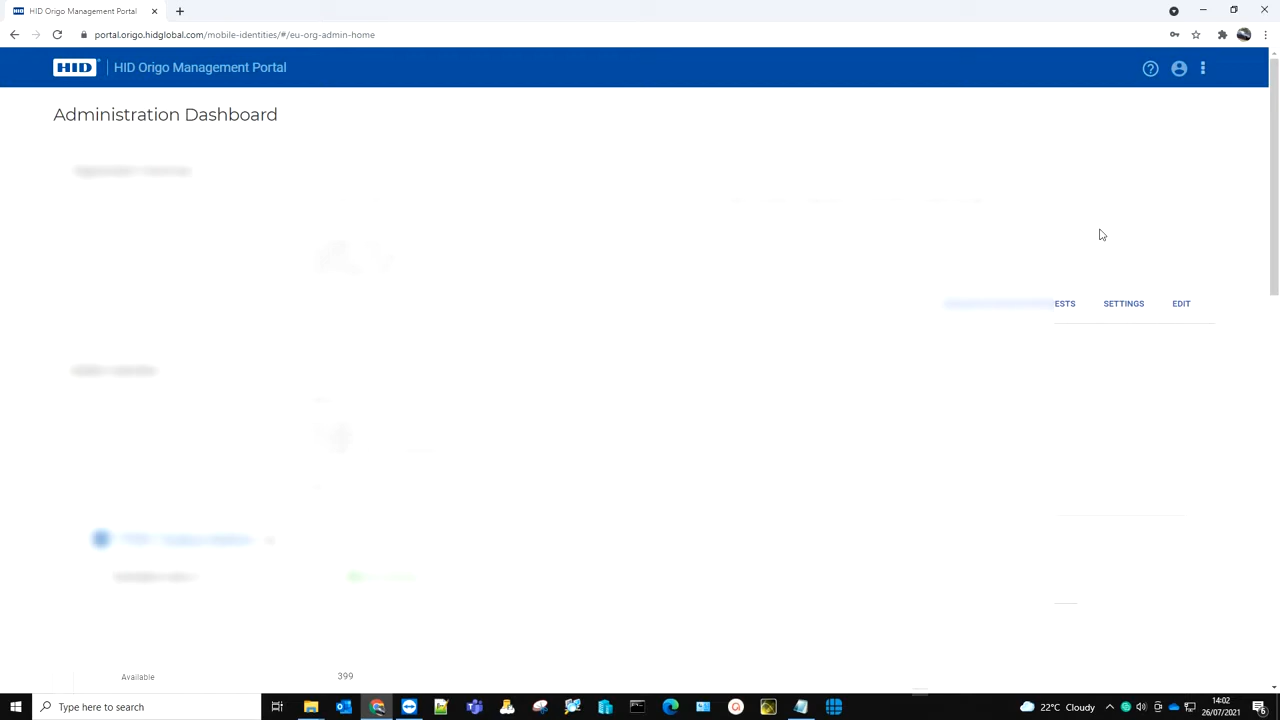 HID Origo Management Portal
portal.origo.hidglobal.com/mobile-identities/#/eu-org-admin-home
HID HID Origo Management Portal
Administration Dashboard
ESTS SETTINGS EDIT
Available 399
Type here to search
22°C Cloudy
14:02
26/07/2021